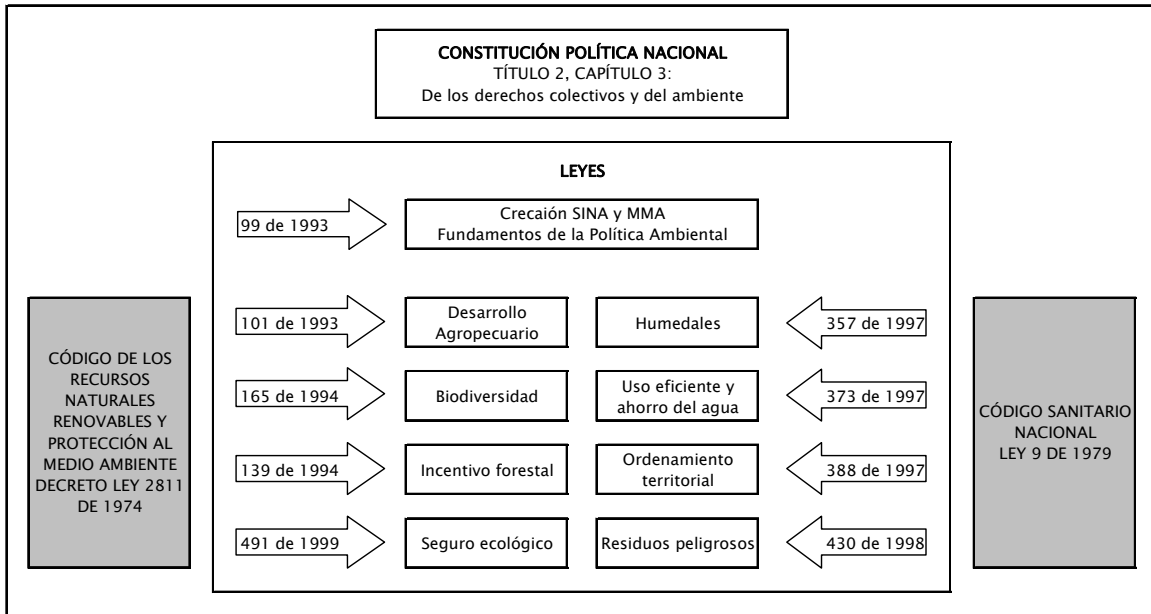 CONSTITUCIÓN POLÍTICA NACIONAL
TÍTULO 2, CAPÍTULO 3:
De los derechos colectivos y del ambiente
LEYES
99 de 1993
Crecaión SINA y MMA
Fundamentos de la Política Ambiental
101 de 1993
Desarrollo
Agropecuario
Humedales
357 de 1997
165 de 1994
Biodiversidad
Uso eficiente y
ahorro del agua
373 de 1997
139 de 1994
Incentivo forestal
Ordenamiento
territorial
388 de 1997
491 de 1999
Seguro ecológico
Residuos peligrosos
430 de 1998
CÓDIGO DE LOS
RECURSOS
NATURALES
RENOVABLES Y
PROTECCIÓN AL
MEDIO AMBIENTE
DECRETO LEY 2811
DE 1974
CÓDIGO SANITARIO
NACIONAL
LEY 9 DE 1979